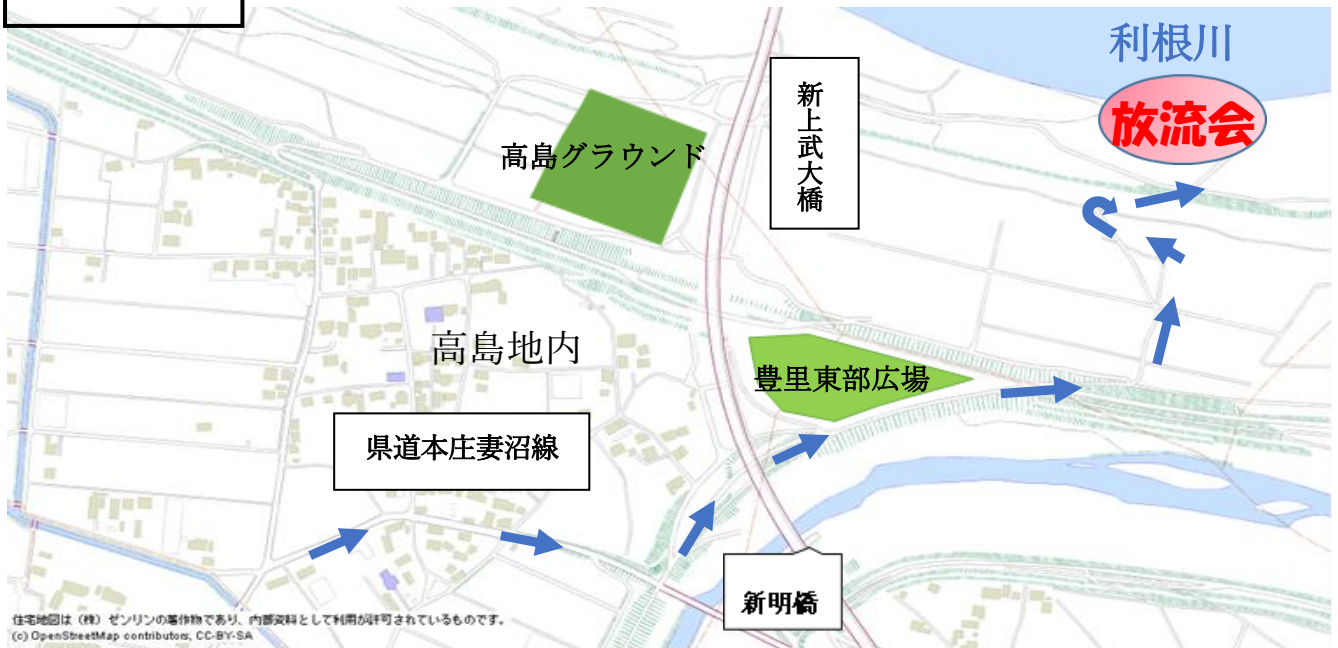 利根川
放流会
新上武大橋
高島グラウンド
高島地内
豊里東部広場
県道本庄妻沼線
新明橋
住宅地図は（株）ゼンリンの著作物であり、内部資料として利用が許可されているものです。
(c) OpenStreetMap contributors, CC-BY-SA